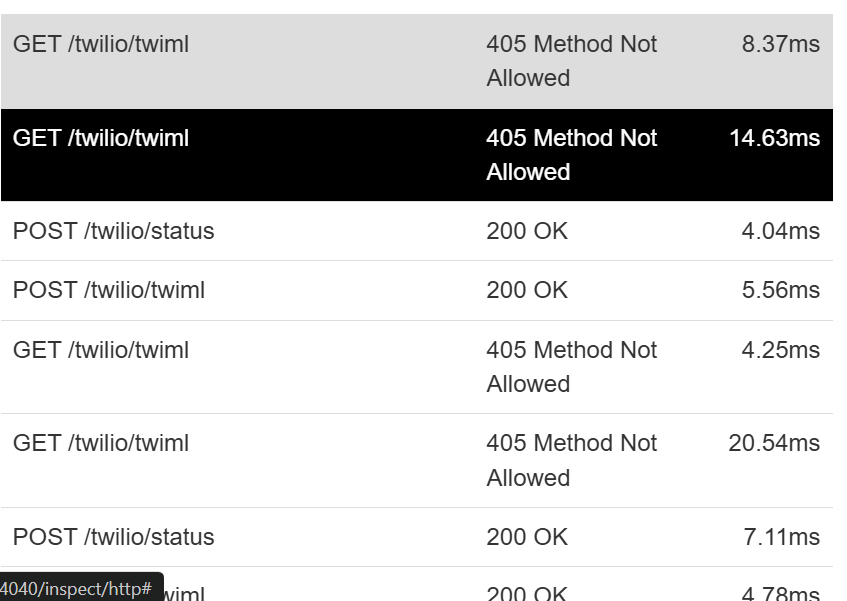 GET /twilio/twiml 405 Method Not 8.37ms
Allowed
GET /twilio/twiml 405 Method Not 14.63ms
Allowed
POST /twilio/status 200 OK 4.04ms
POST /twilio/twiml 200 OK 5.56ms
GET /twilio/twiml 405 Method Not 4.25ms
Allowed
GET /twilio/twiml 405 Method Not 20.54ms
Allowed
POST /twilio/status 200 OK 7.11ms
4040/inspect/http# wiml 200 OK 4.78ms